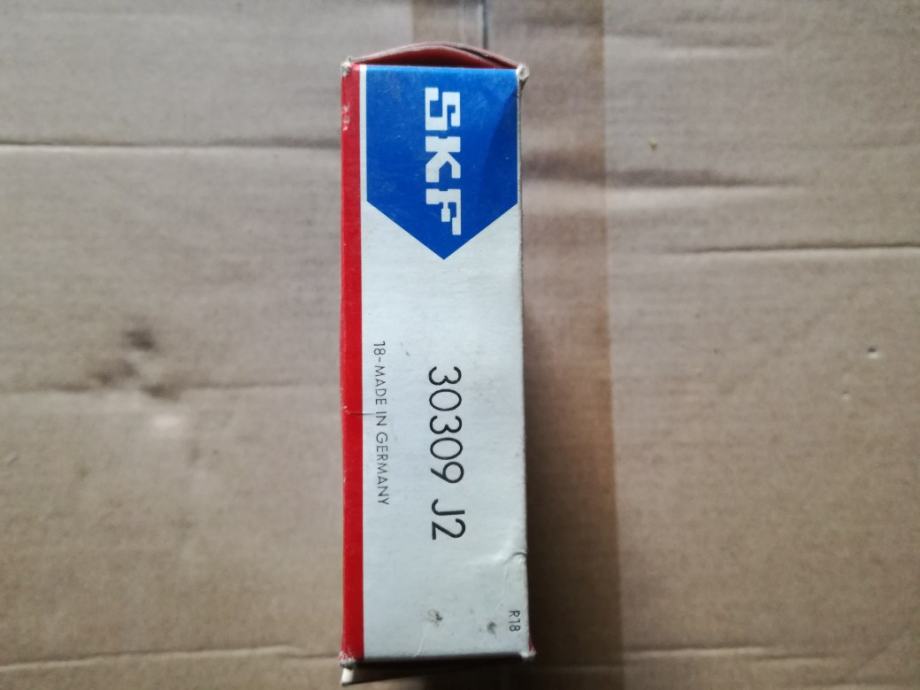 SKF
30309 J2
18-MADE IN GERMANY
R18